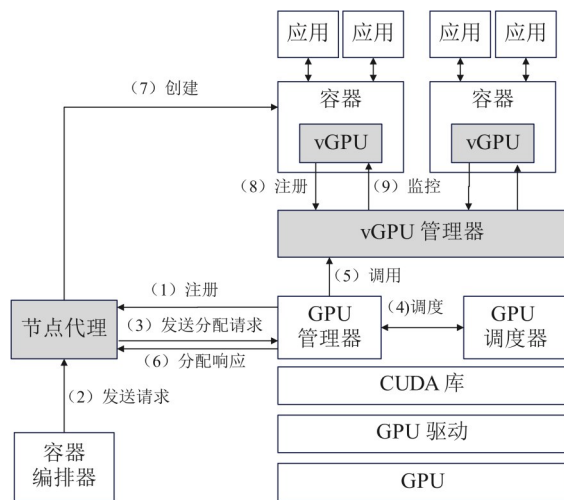 应用
应用
应用
应用
(7)创建
容器
容器
vGPU
vGPU
(8)注册
(9)监控
vGPU 管理器
(5)调用
(1)注册
节点代理
(3)发送分配请求
GPU
管理器
(4)调度
GPU
调度器
(6)分配响应
CUDA 库
(2)发送请求
GPU 驱动
容器
编排器
GPU